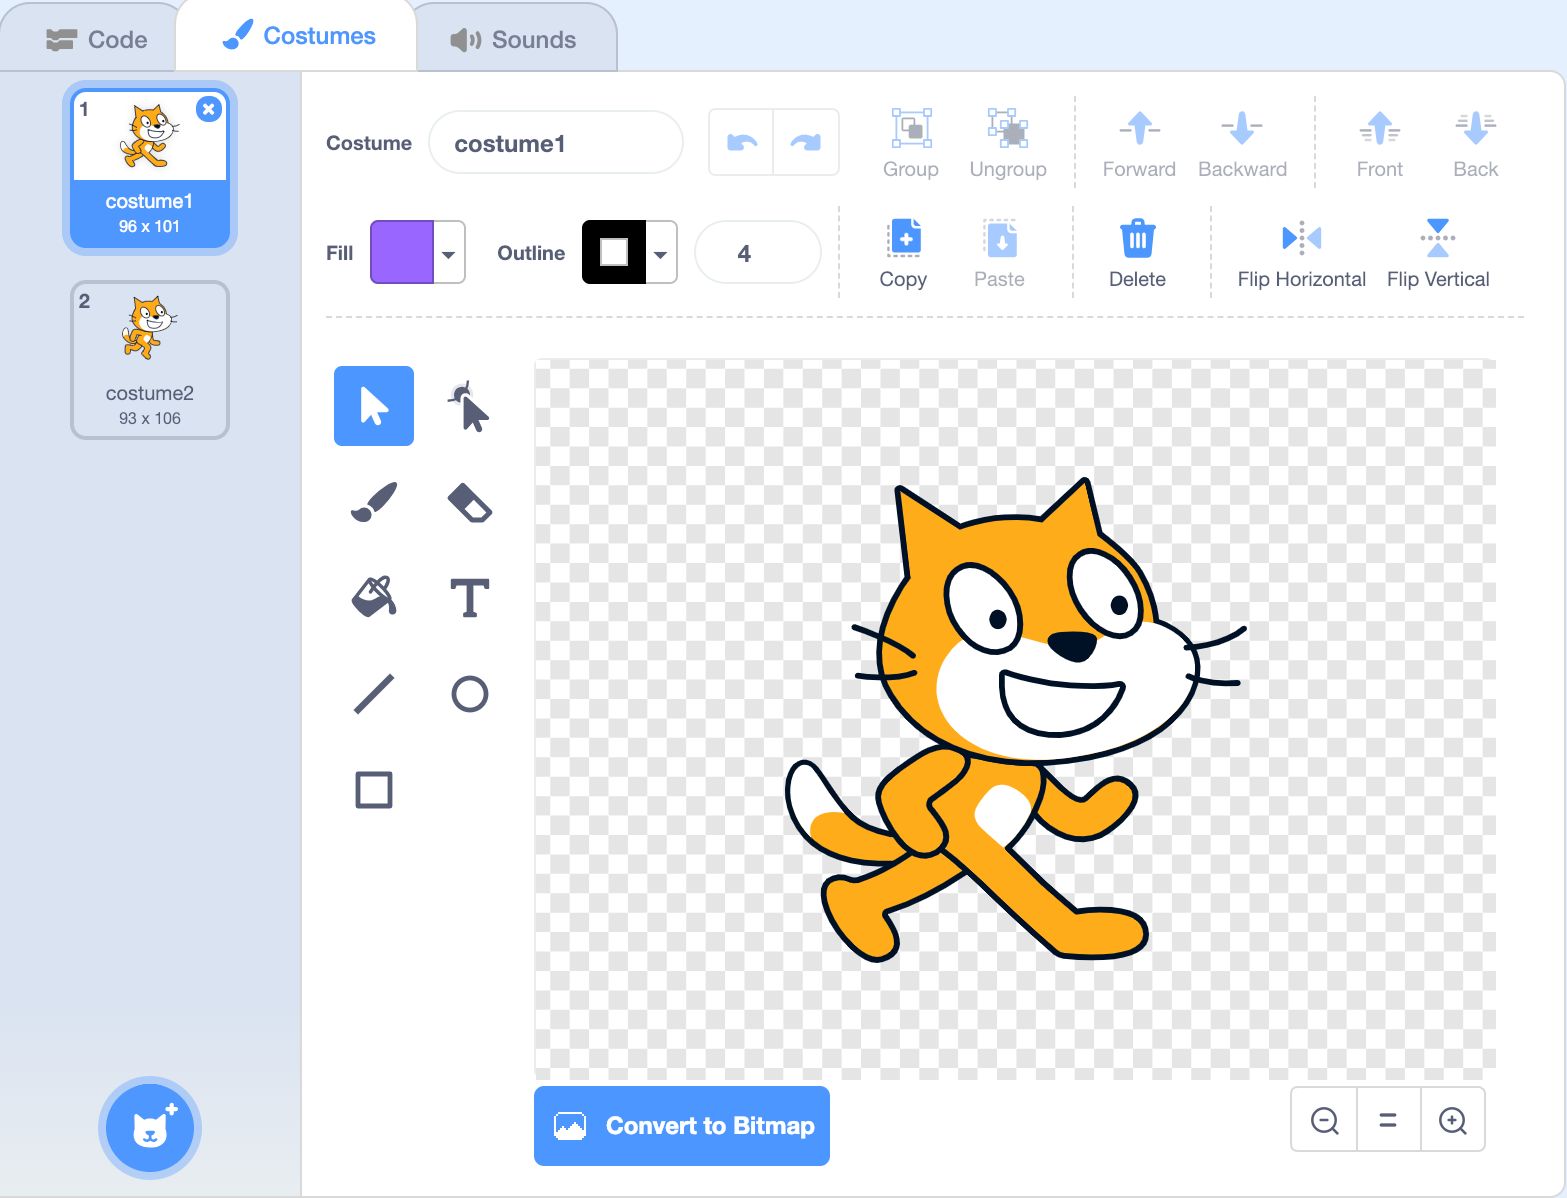 Code
Costumes
Sounds
1
costume1
96 x 101
2
costume2
93 x 106
Costume
costume1
Group
Ungroup
Forward
Backward
Front
Back
Fill
Outline
4
Copy
Paste
Delete
Flip Horizontal
Flip Vertical
T
Convert to Bitmap